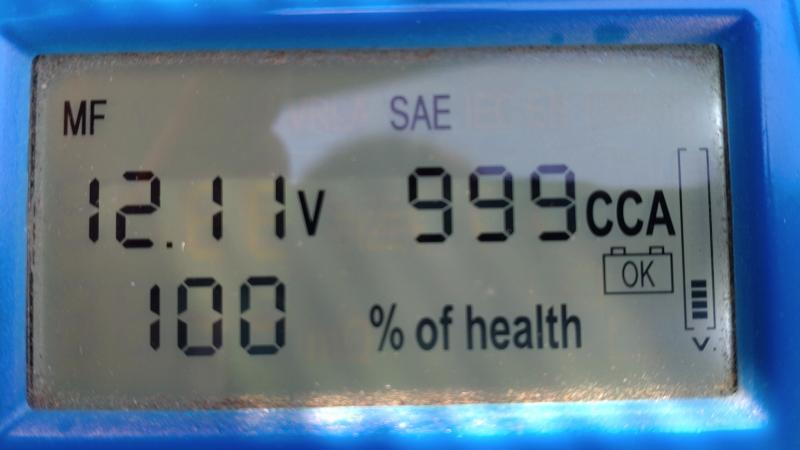 MF SAE
12.11V 999CCA
OK
100 % of health
V